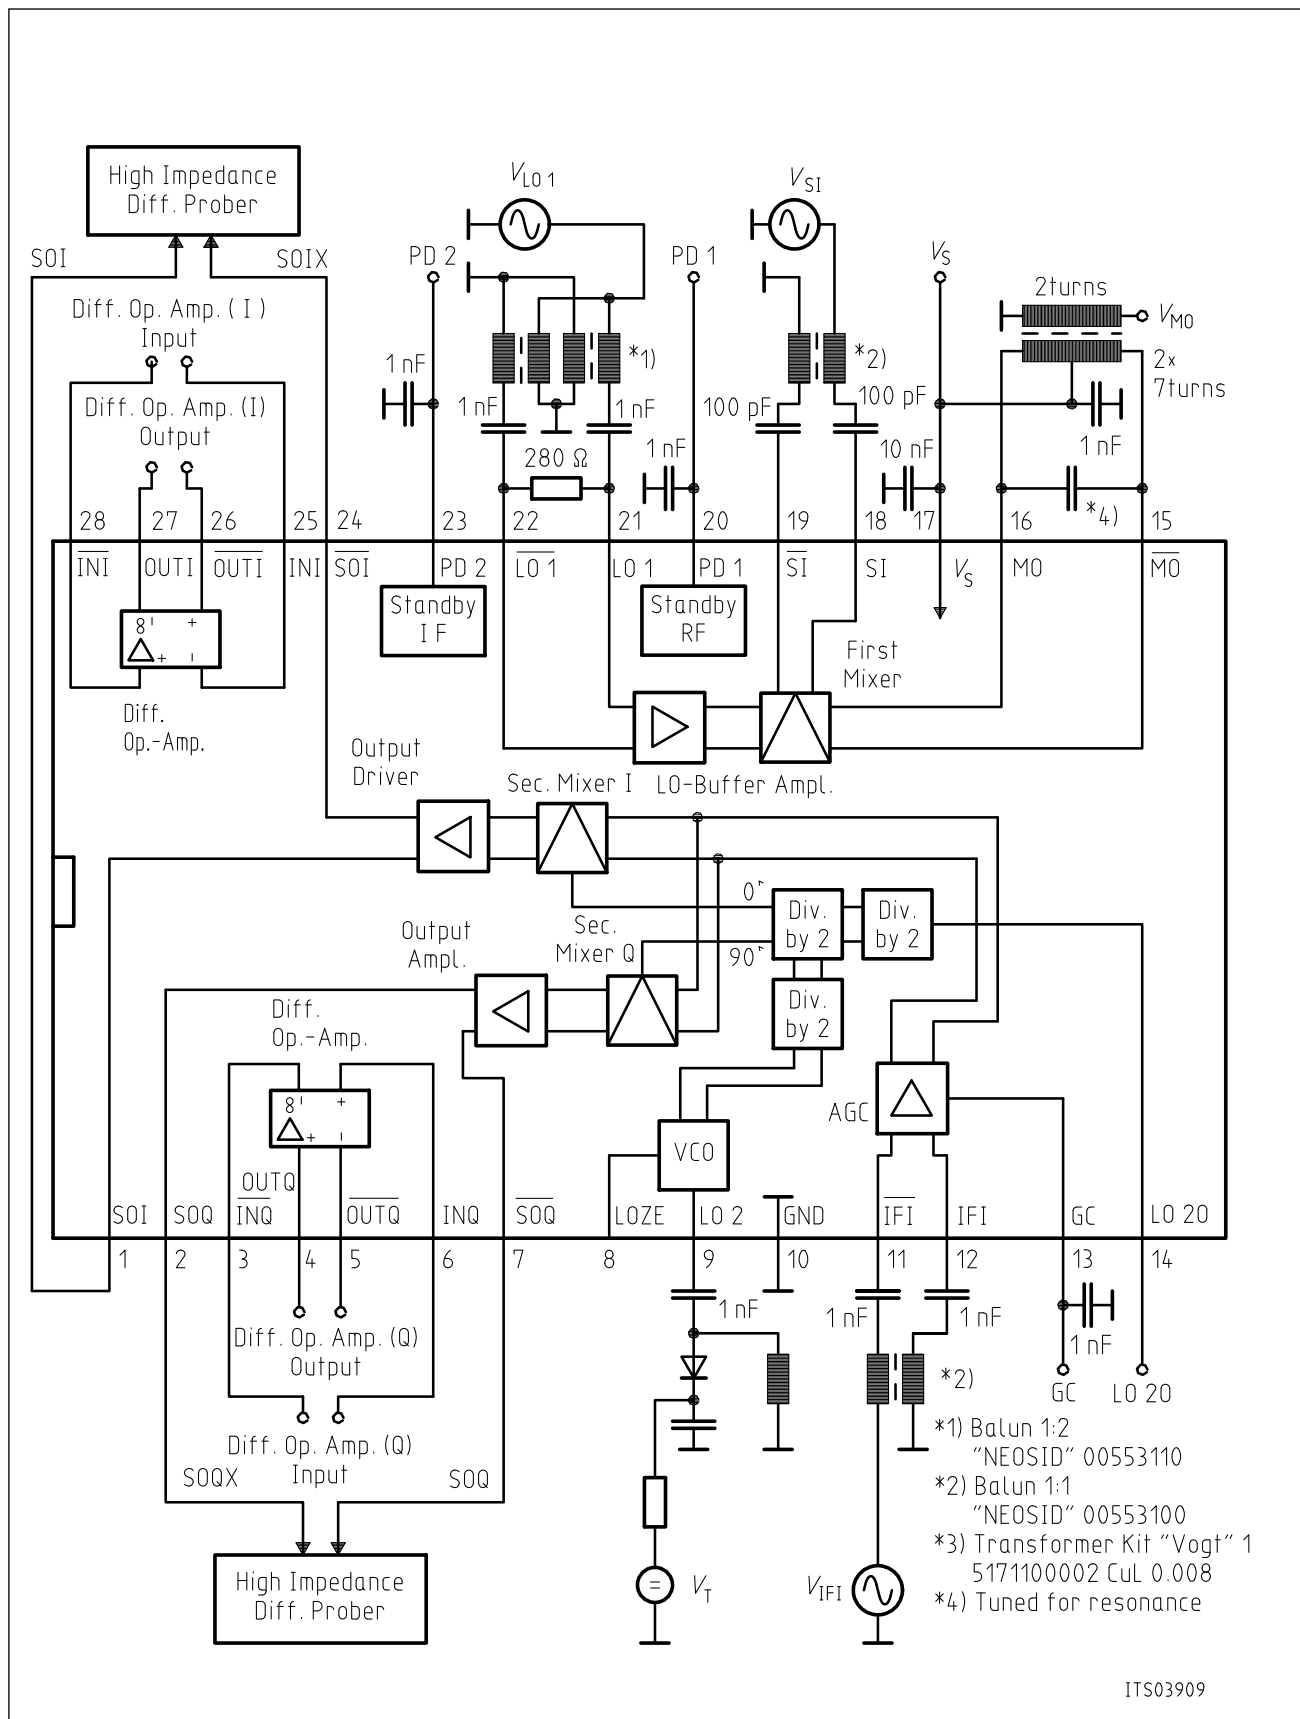 High Impedance
Diff. Prober
V LO 1
V SI
SOI
SOIX
PD 2
PD 1
V S
2turns
V MO
Diff. Op. Amp. ( I )
Input
1 nF
*1)
*2)
2x
7turns
Diff. Op. Amp. (I)
Output
1 nF
1 nF
100 pF
100 pF
280 Ω
1 nF
10 nF
1 nF
*4)
28 27 26 25 24 23 22 21 20 19 18 17 16 15
INI OUTI OUTI INI SOI PD 2 LO 1 LO 1 PD 1 SI SI V S MO MO
Standby
I F
Standby
RF
8 - +
+ -
First
Mixer
Diff.
Op.-Amp.
Output
Driver
Sec. Mixer I
LO-Buffer Ampl.
0°
Div.
by 2
Div.
by 2
Output
Ampl.
Sec.
Mixer Q
90°
Div.
by 2
Diff.
Op.-Amp.
8 - +
+ -
AGC
VCO
OUTQ
SOI SOQ INQ OUTQ INQ SOQ LOZE LO 2 GND IFI IFI GC LO 20
1 2 3 4 5 6 7 8 9 10 11 12 13 14
1 nF
1 nF
1 nF
1 nF
Diff. Op. Amp. (Q)
Output
*2)
GC
LO 20
Diff. Op. Amp. (Q)
Input
SOQX
SOQ
*1) Balun 1:2
"NEOSID" 00553110
*2) Balun 1:1
"NEOSID" 00553100
*3) Transformer Kit "Vogt" 1
5171100002 CuL 0.008
*4) Tuned for resonance
High Impedance
Diff. Prober
=
V T
V IFI
ITS03909